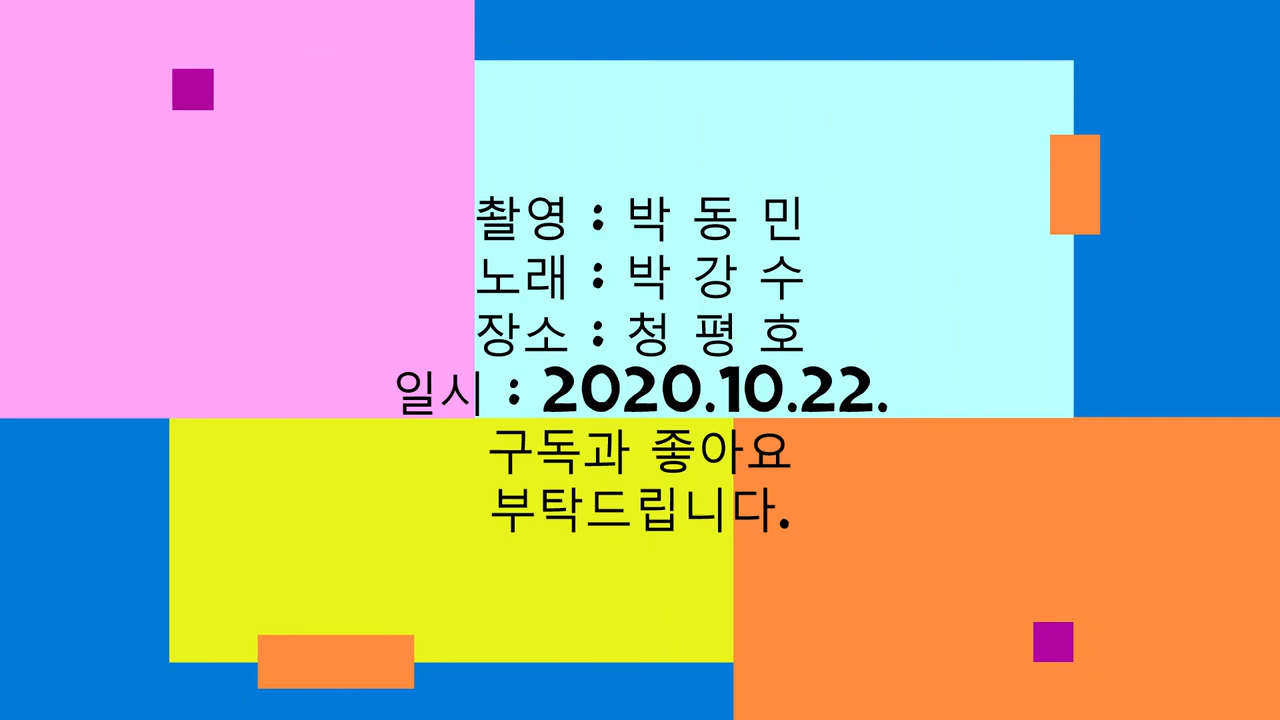 촬영 : 박 동 민
노래 : 박 강 수
장소 : 청 평 호
일시 : 2020.10.22.
구독과 좋아요
부탁드립니다.